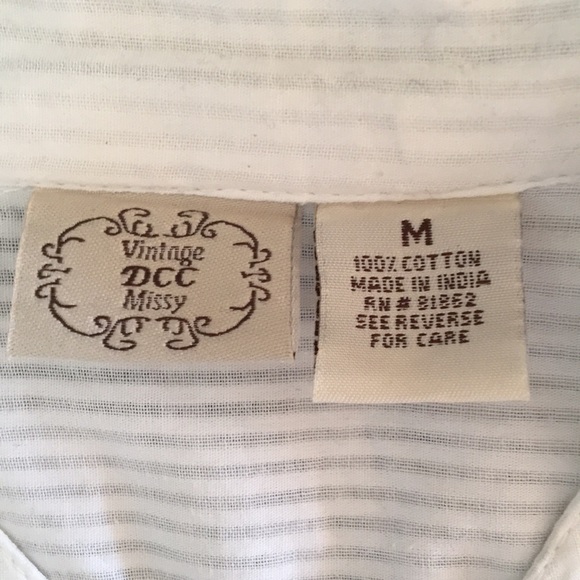 Vintage
DCC
Missy
M
100% COTTON
MADE IN INDIA
RN # 81862
SEE REVERSE
FOR CARE